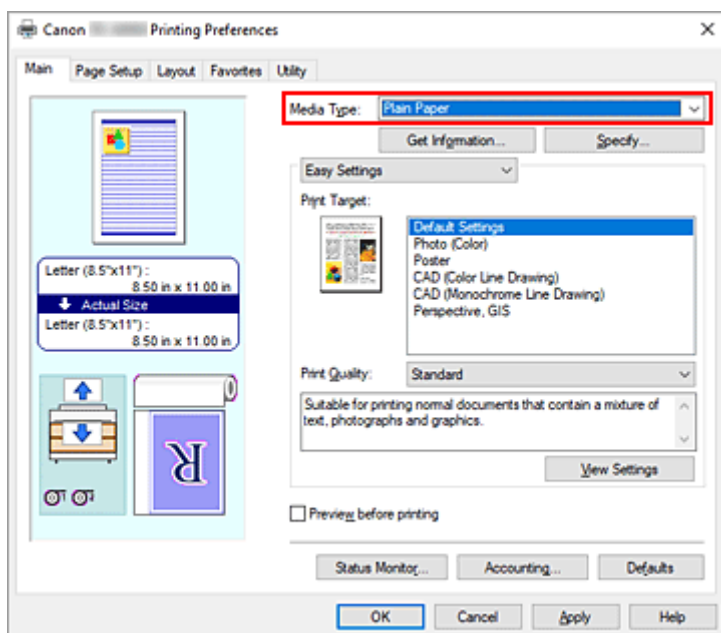 Canon Printing Preferences
Main Page Setup Layout Favorites Utility
Media Type: Plain Paper
Get Information... Specify...
Easy Settings
Print Target:
Default Settings
Photo (Color)
Poster
CAD (Color Line Drawing)
CAD (Monochrome Line Drawing)
Perspective, GIS
Letter (8.5"x11") :
8.50 in x 11.00 in
Actual Size
Letter (8.5"x11") :
8.50 in x 11.00 in
R
Print Quality: Standard
Suitable for printing normal documents that contain a mixture of
text, photographs and graphics.
View Settings
Preview before printing
Status Monitor... Accounting... Defaults
OK Cancel Apply Help